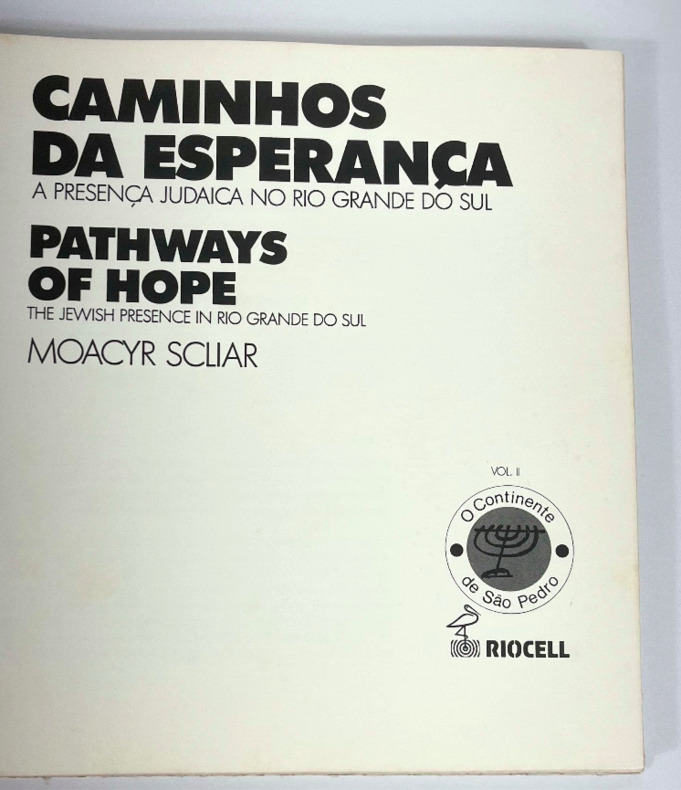 CAMINHOS
DA ESPERANÇA
A PRESENÇA JUDAICA NO RIO GRANDE DO SUL
PATHWAYS
OF HOPE
THE JEWISH PRESENCE IN RIO GRANDE DO SUL
MOACYR SCLIAR
VOL. II
O Continente
de São Pedro
RIOCELL